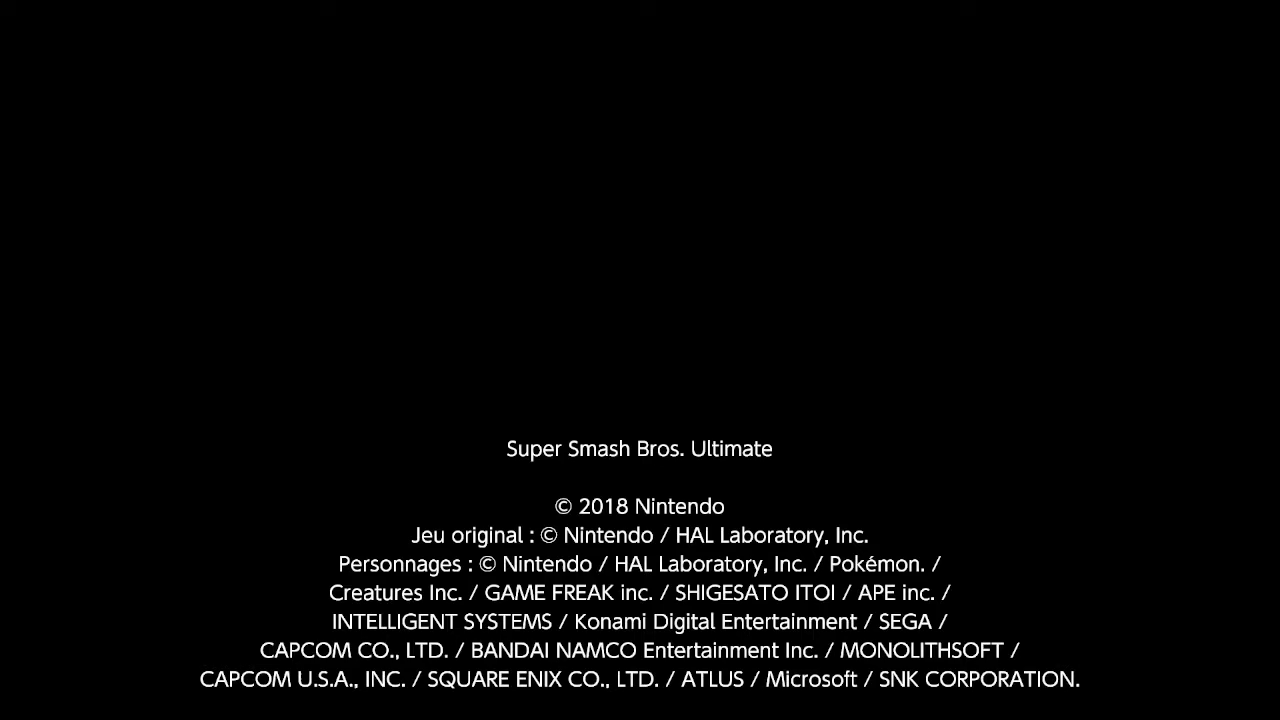 Super Smash Bros. Ultimate
© 2018 Nintendo
Jeu original : © Nintendo / HAL Laboratory, Inc.
Personnages : © Nintendo / HAL Laboratory, Inc. / Pokémon. /
Creatures Inc. / GAME FREAK inc. / SHIGESATO ITOI / APE inc. /
INTELLIGENT SYSTEMS / Konami Digital Entertainment / SEGA /
CAPCOM CO., LTD. / BANDAI NAMCO Entertainment Inc. / MONOLITHSOFT /
CAPCOM U.S.A., INC. / SQUARE ENIX CO., LTD. / ATLUS / Microsoft / SNK CORPORATION.